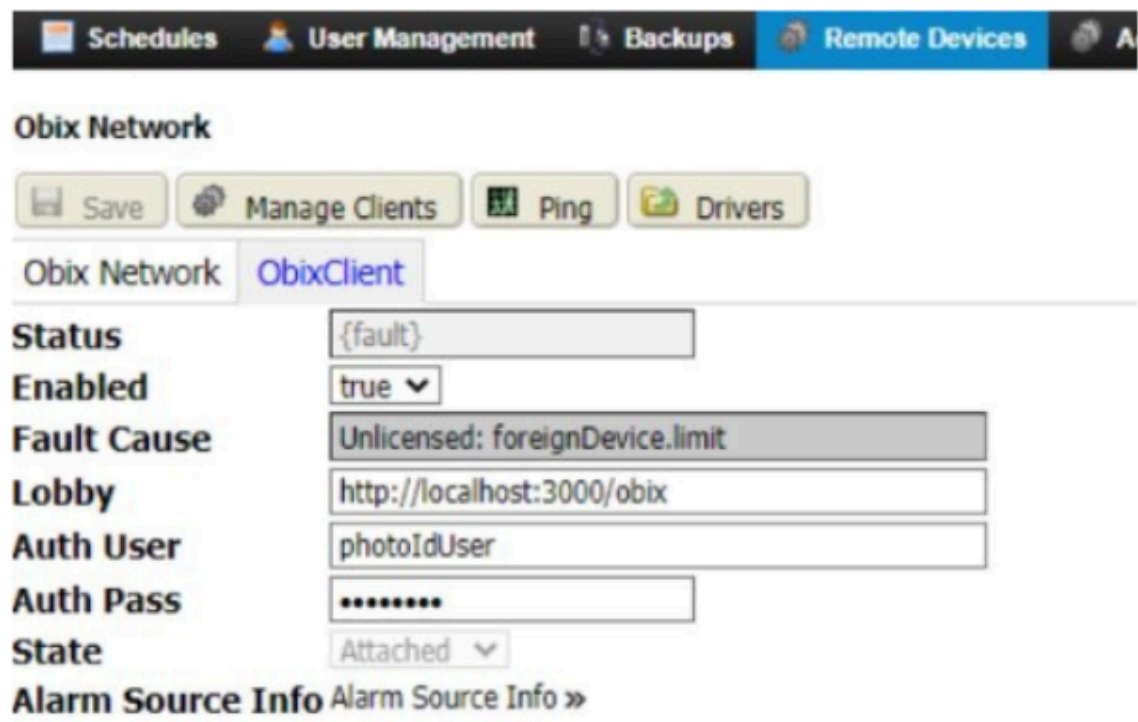 Schedules User Management Backups Remote Devices A
Obix Network
Save Manage Clients Ping Drivers
Obix Network ObixClient
Status {fault}
Enabled true
Fault Cause Unlicensed: foreignDevice.limit
Lobby http://localhost:3000/obix
Auth User photoIdUser
Auth Pass ••••••••
State Attached
Alarm Source Info Alarm Source Info »